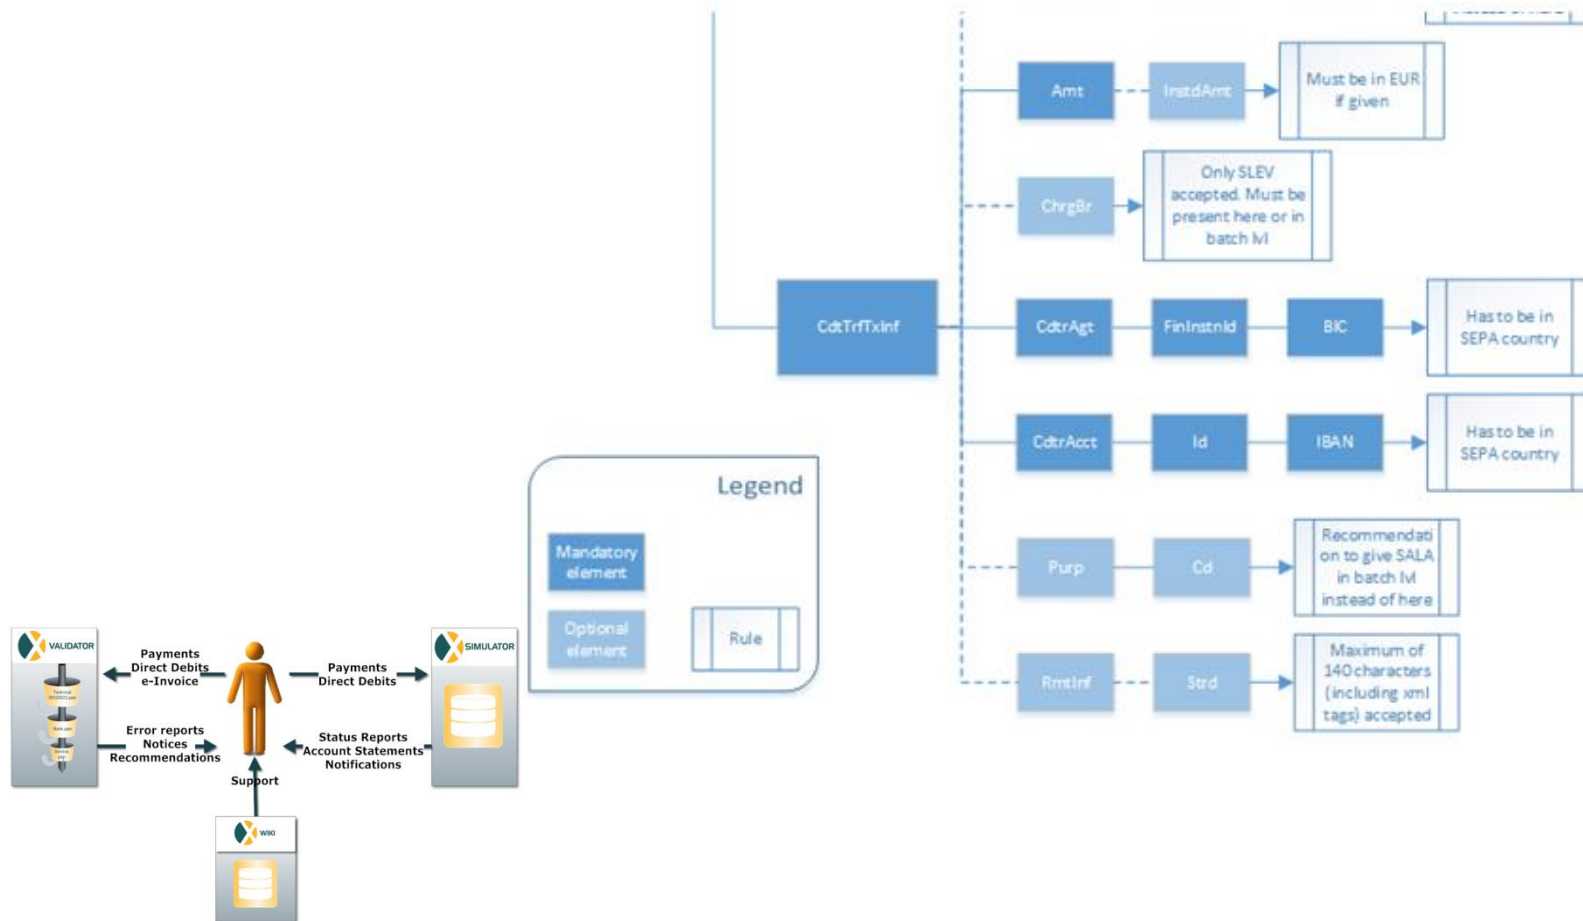 Amt
InstdAmt
Must be in EUR
if given
ChrgBr
Only SLEV
accepted. Must be
present here or in
batch lvl
CdtTrfTxInf
CdtrAgt
FinInstnId
BIC
Has to be in
SEPA country
CdtrAcct
Id
IBAN
Has to be in
SEPA country
Purp
Cd
Recommendati
on to give SALA
in batch lvl
instead of here
RmtInf
Strd
Maximum of
140 characters
(including xml
tags) accepted
Legend
Mandatory
element
Optional
element
Rule
VALIDATOR
Payments
Direct Debits
e-Invoice
Payments
Direct Debits
SIMULATOR
Error reports
Notices
Recommendations
Status Reports
Account Statements
Notifications
Support
WIKI